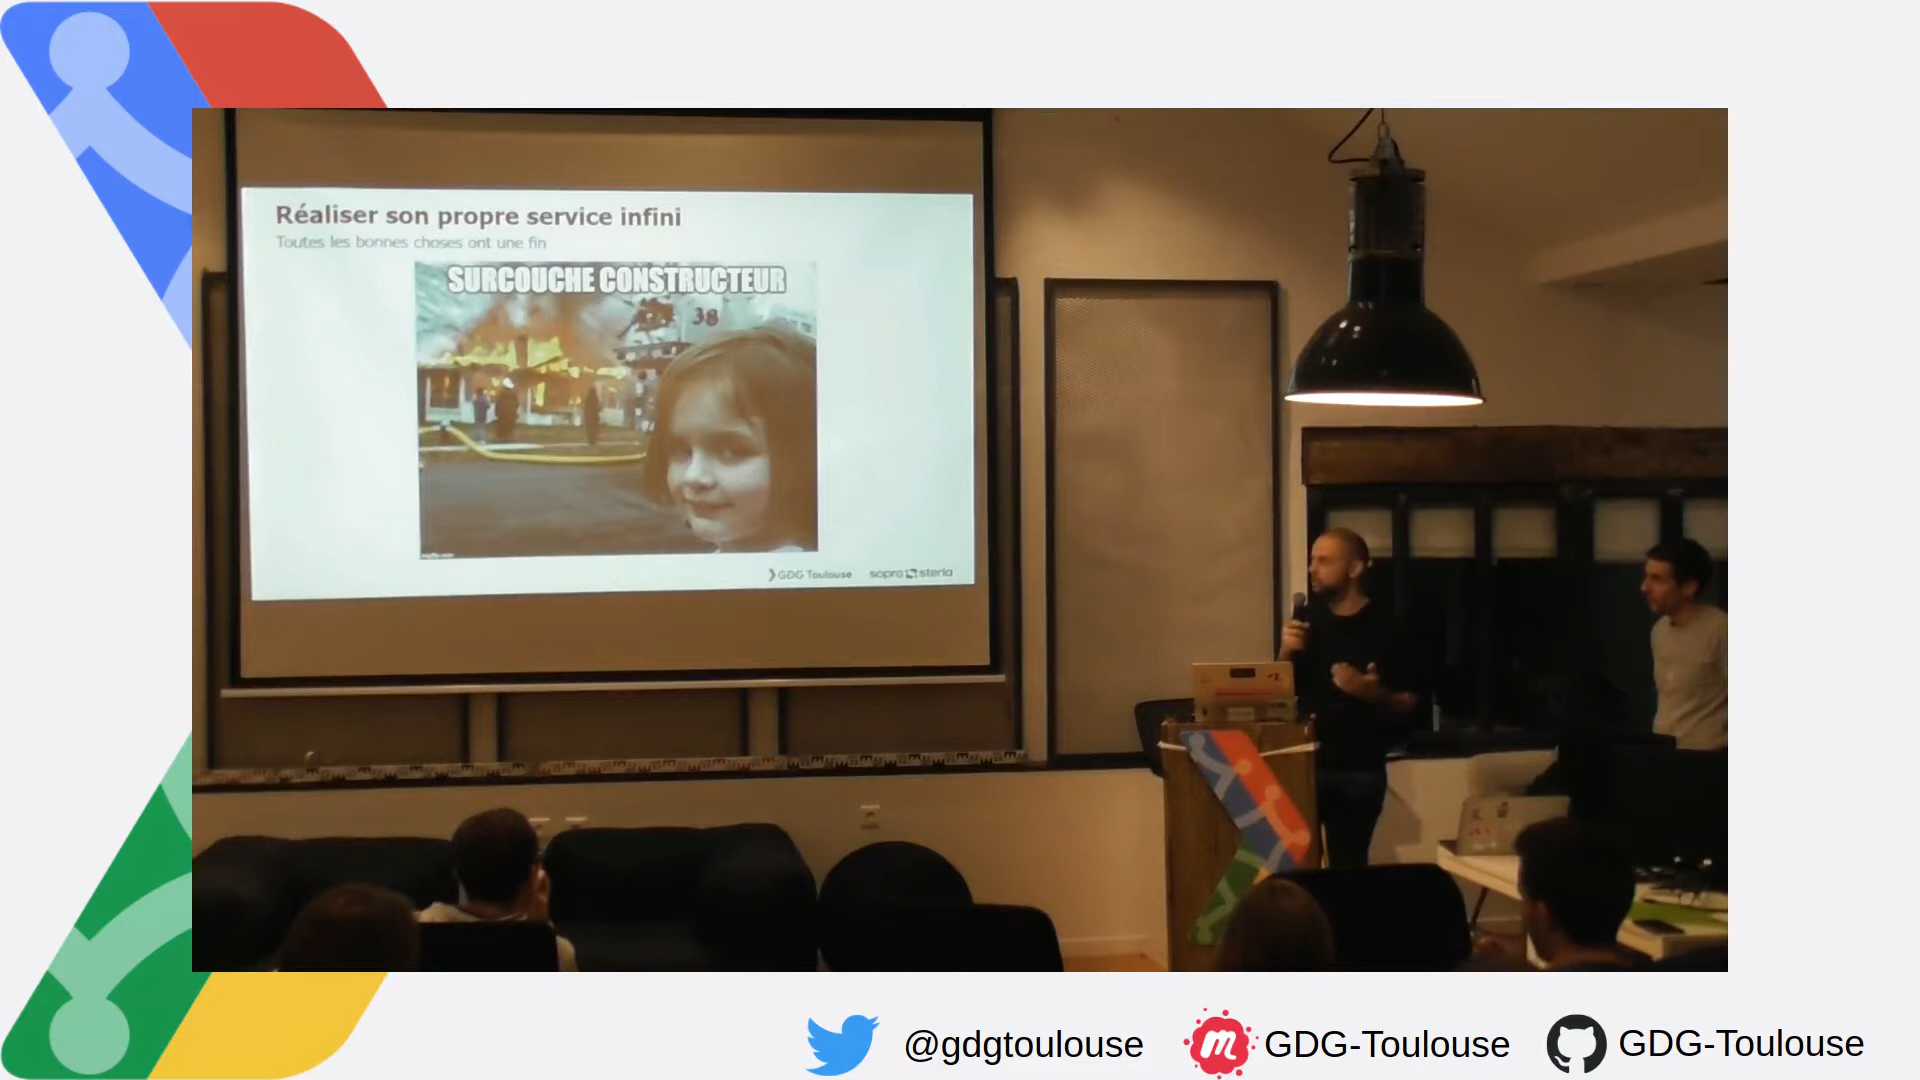 Réaliser son propre service infini
Toutes les bonnes choses ont une fin
SURCOUCHE CONSTRUCTEUR
38
GDG Toulouse
sopra steria
@gdgtoulouse
GDG-Toulouse
GDG-Toulouse